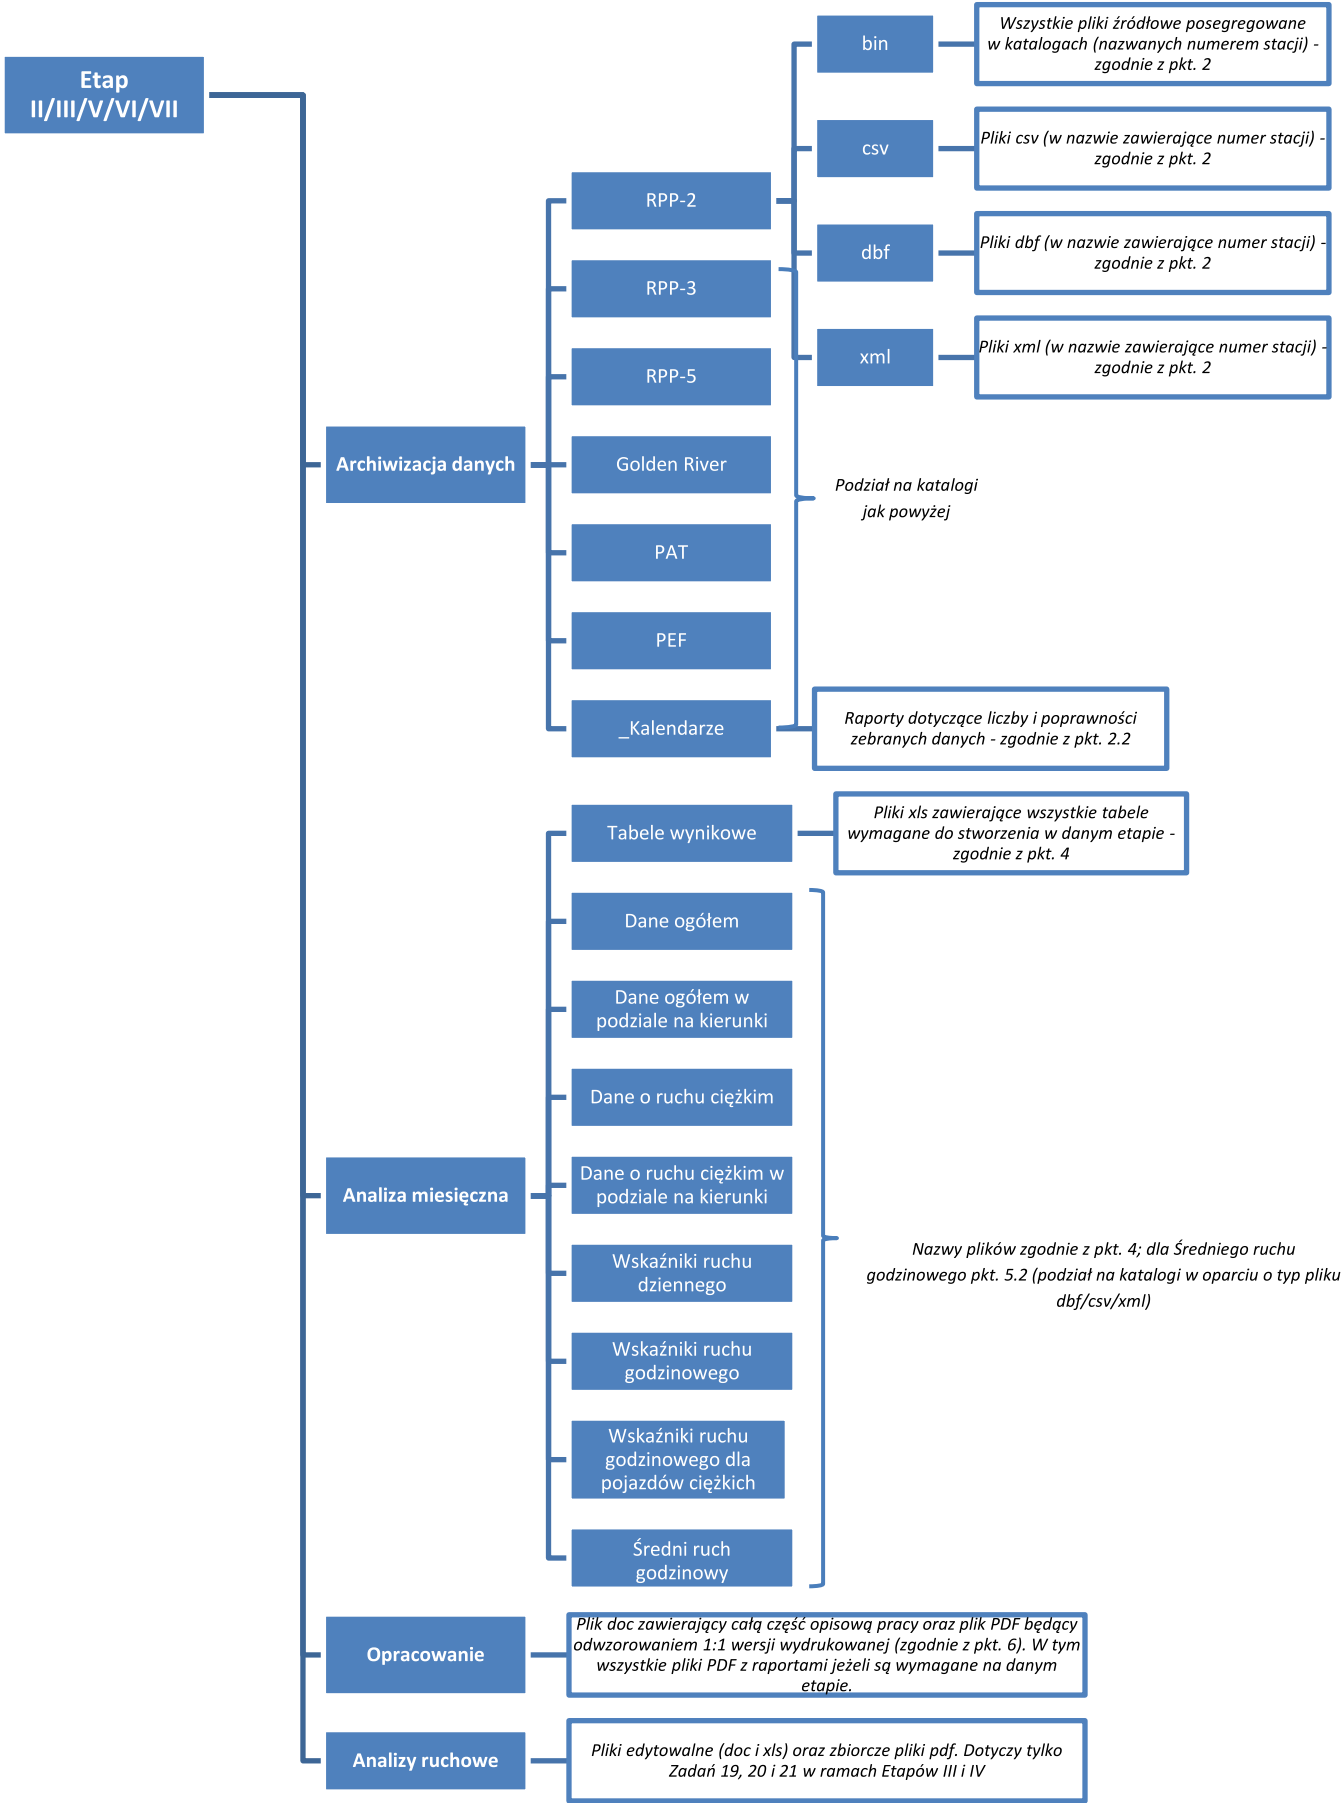 Etap
II/III/V/VI/VII
Archiwizacja danych
RPP-2
bin
Wszystkie pliki źródłowe posegregowane
w katalogach (nazwanych numerem stacji) -
zgodnie z pkt. 2
csv
Pliki csv (w nazwie zawierające numer stacji) -
zgodnie z pkt. 2
dbf
Pliki dbf (w nazwie zawierające numer stacji) -
zgodnie z pkt. 2
xml
Pliki xml (w nazwie zawierające numer stacji) -
zgodnie z pkt. 2
RPP-3
RPP-5
Golden River
PAT
PEF
Podział na katalogi
jak powyżej
_Kalendarze
Raporty dotyczące liczby i poprawności
zebranych danych - zgodnie z pkt. 2.2
Analiza miesięczna
Tabele wynikowe
Pliki xls zawierające wszystkie tabele
wymagane do stworzenia w danym etapie -
zgodnie z pkt. 4
Dane ogółem
Dane ogółem w
podziale na kierunki
Dane o ruchu ciężkim
Dane o ruchu ciężkim w
podziale na kierunki
Wskaźniki ruchu
dziennego
Wskaźniki ruchu
godzinowego
Wskaźniki ruchu
godzinowego dla
pojazdów ciężkich
Średni ruch
godzinowy
Nazwy plików zgodnie z pkt. 4; dla Średniego ruchu
godzinowego pkt. 5.2 (podział na katalogi w oparciu o typ pliku
dbf/csv/xml)
Opracowanie
Plik doc zawierający całą część opisową pracy oraz plik PDF będący
odwzorowaniem 1:1 wersji wydrukowanej (zgodnie z pkt. 6). W tym
wszystkie pliki PDF z raportami jeżeli są wymagane na danym
etapie.
Analizy ruchowe
Pliki edytowalne (doc i xls) oraz zbiorcze pliki pdf. Dotyczy tylko
Zadań 19, 20 i 21 w ramach Etapów III i IV